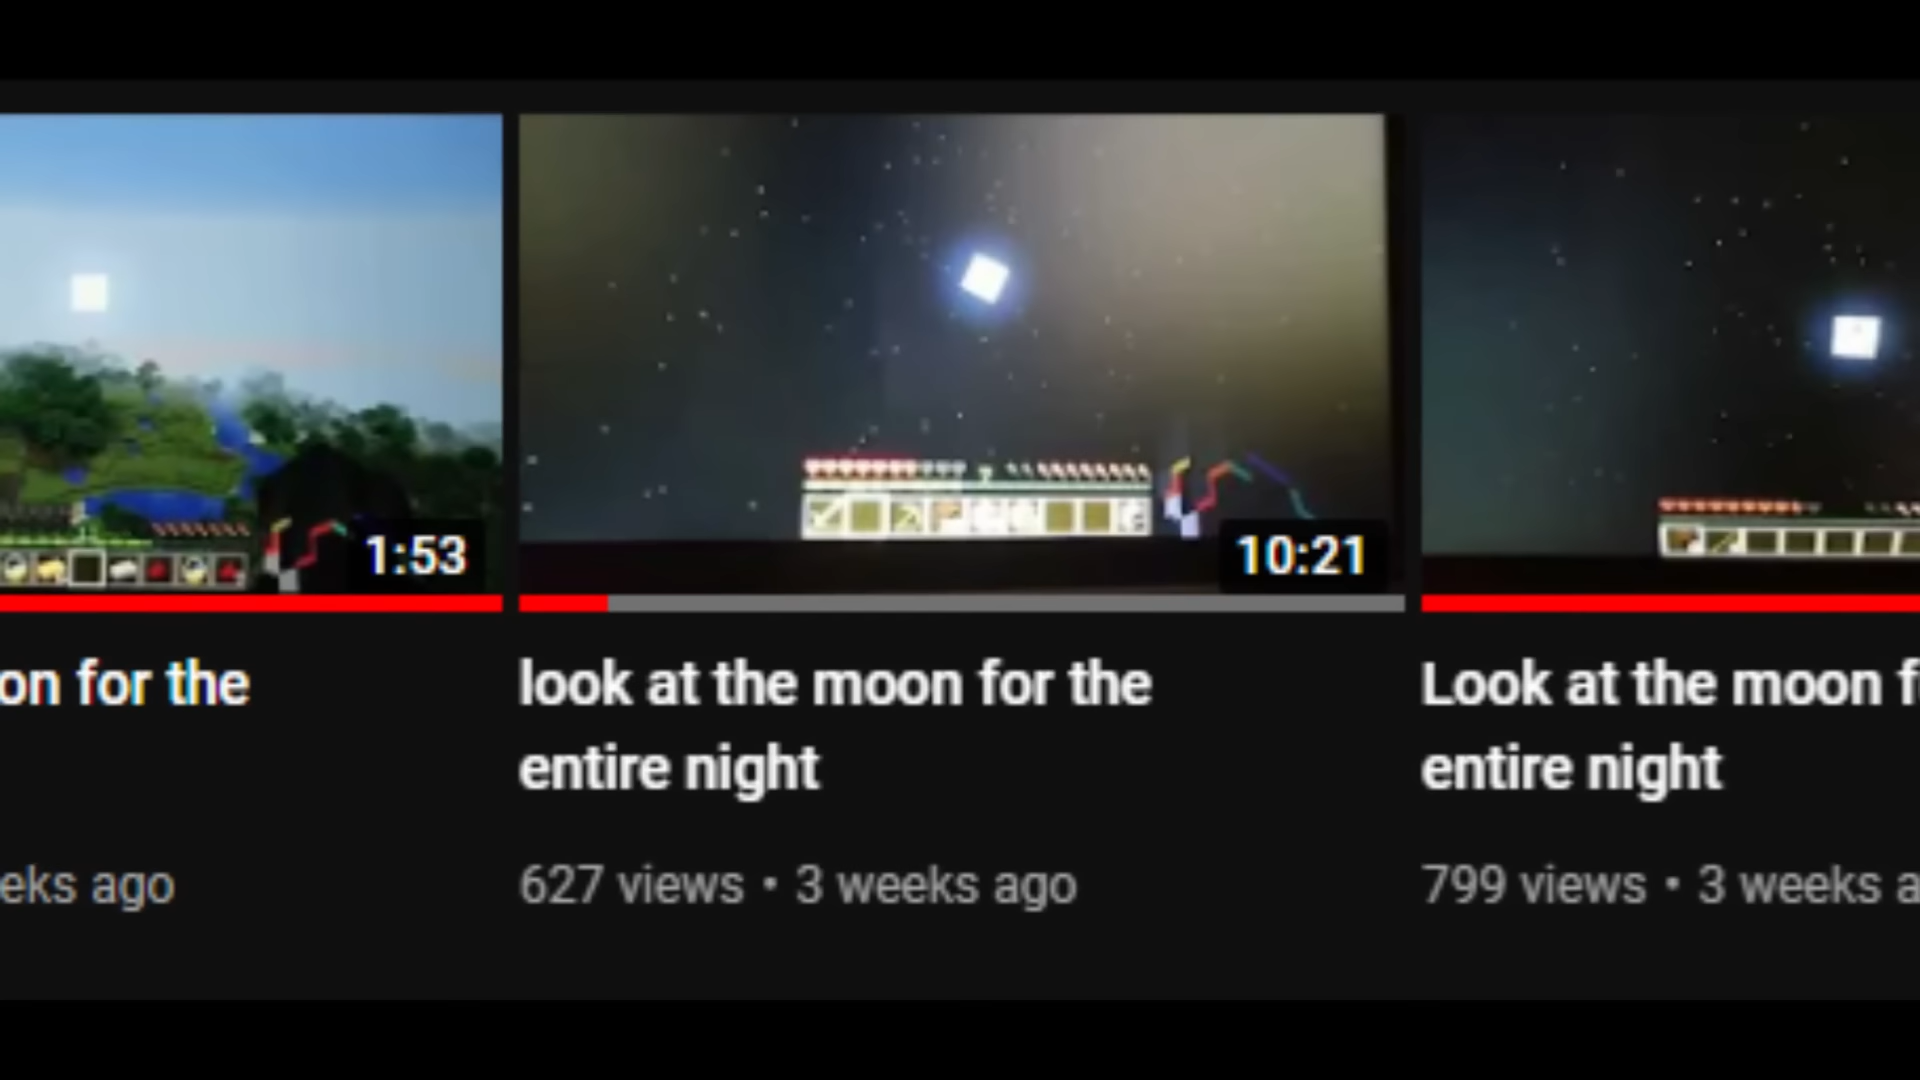 1:53
on for the
eks ago
10:21
look at the moon for the
entire night
627 views • 3 weeks ago
Look at the moon f
entire night
799 views • 3 weeks a